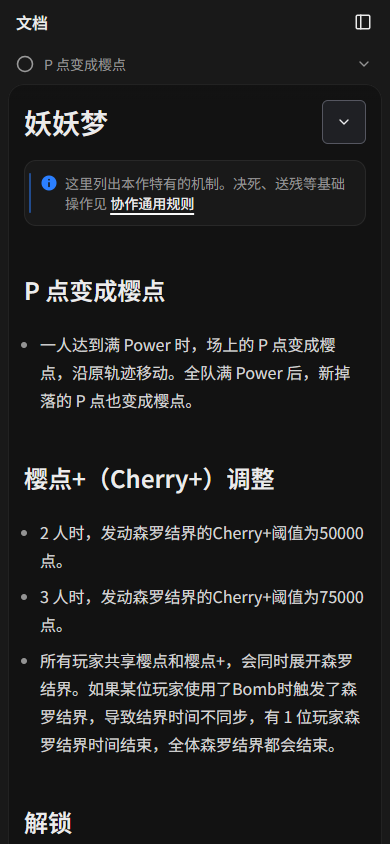 文档
P 点变成樱点
妖妖梦
这里列出本作特有的机制。决死、送残等基础
操作见 协作通用规则
P 点变成樱点
一人达到满 Power 时，场上的 P 点变成樱
点，沿原轨迹移动。全队满 Power 后，新掉
落的 P 点也变成樱点。
樱点+（Cherry+）调整
2 人时，发动森罗结界的Cherry+阈值为50000
点。
3 人时，发动森罗结界的Cherry+阈值为75000
点。
所有玩家共享樱点和樱点+，会同时展开森罗
结界。如果某位玩家使用了Bomb时触发了森
罗结界，导致结界时间不同步，有 1 位玩家森
罗结界时间结束，全体森罗结界都会结束。
解锁